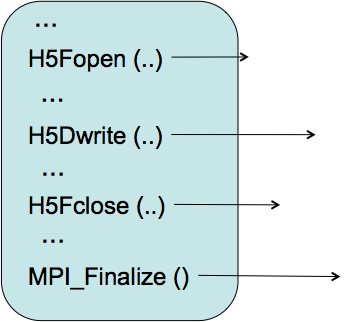 ...
H5Fopen (..)
...
H5Dwrite (..)
...
H5Fclose (..)
...
MPI_Finalize ()